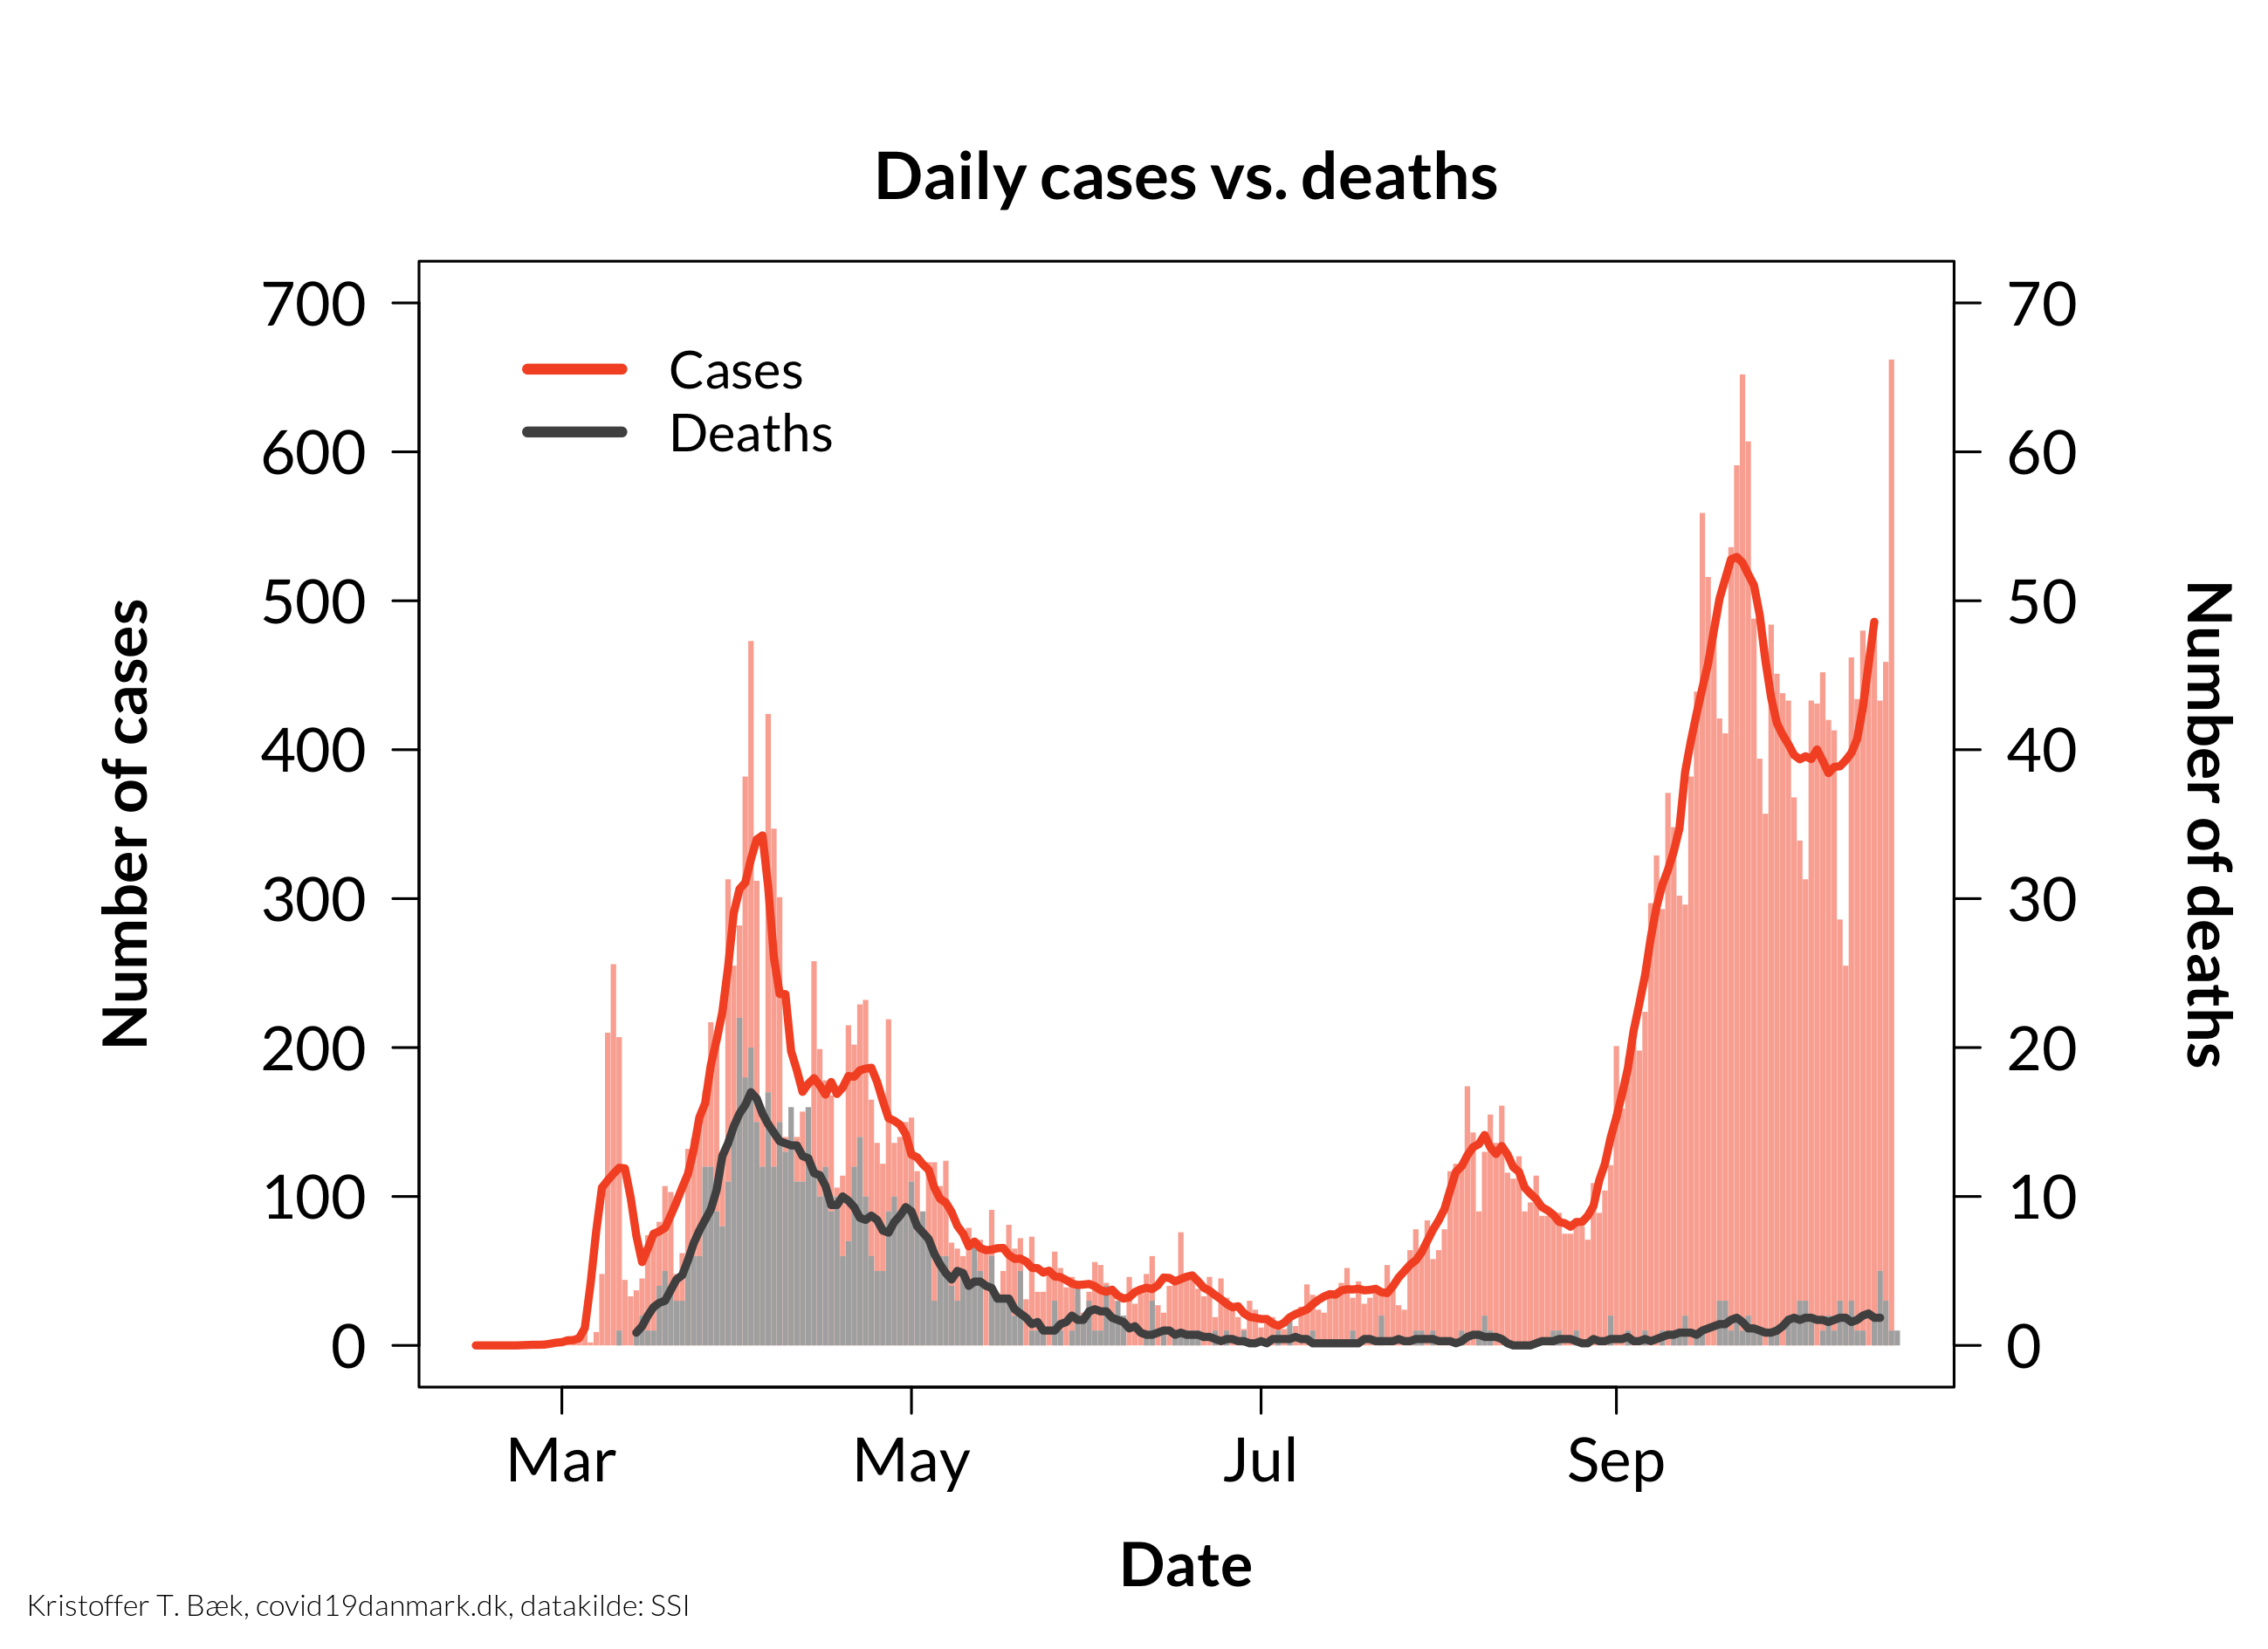 Daily cases vs. deaths
700
600
500
400
300
200
100
0
Number of cases
Cases
Deaths
70
60
50
40
30
20
10
0
Number of deaths
Mar May Jul Sep
Date
Kristoffer T. Bæk, covid19danmark.dk, datakilde: SSI